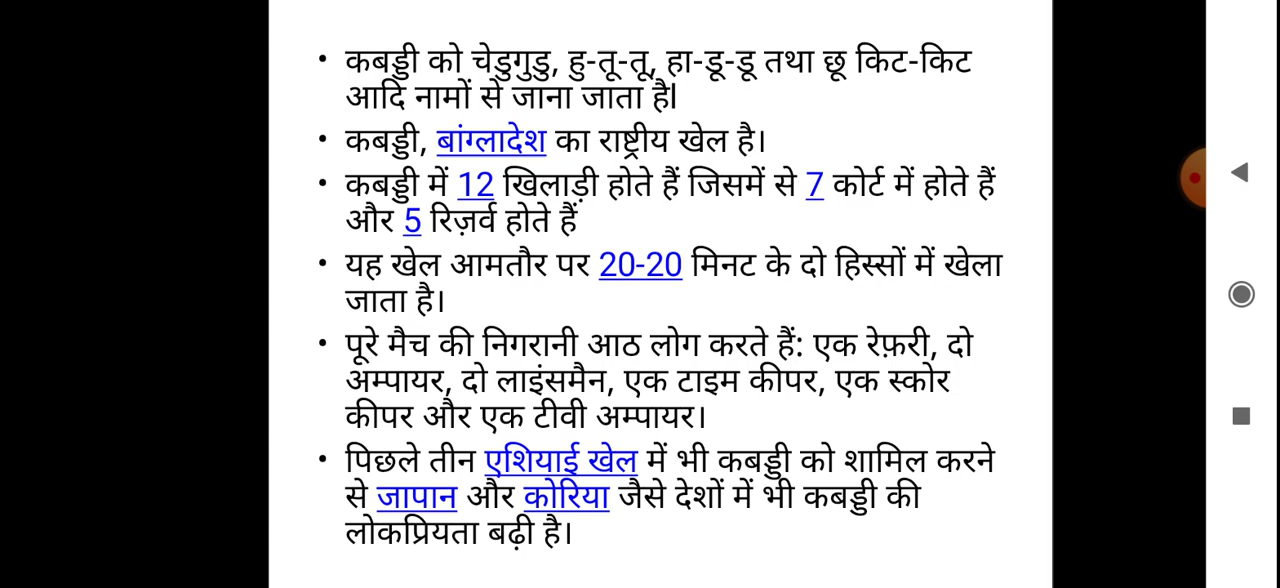 • कबड्डी को चेडुगुडु, हु-तू-तू, हा-डू-डू तथा छू किट-किट
आदि नामों से जाना जाता हैl
• कबड्डी, बांग्लादेश का राष्ट्रीय खेल है।
• कबड्डी में 12 खिलाड़ी होते हैं जिसमें से 7 कोर्ट में होते हैं
और 5 रिज़र्व होते हैं
• यह खेल आमतौर पर 20-20 मिनट के दो हिस्सों में खेला
जाता है।
• पूरे मैच की निगरानी आठ लोग करते हैं: एक रेफ़री, दो
अम्पायर, दो लाइंसमैन, एक टाइम कीपर, एक स्कोर
कीपर और एक टीवी अम्पायर।
• पिछले तीन एशियाई खेल में भी कबड्डी को शामिल करने
से जापान और कोरिया जैसे देशों में भी कबड्डी की
लोकप्रियता बढ़ी है।